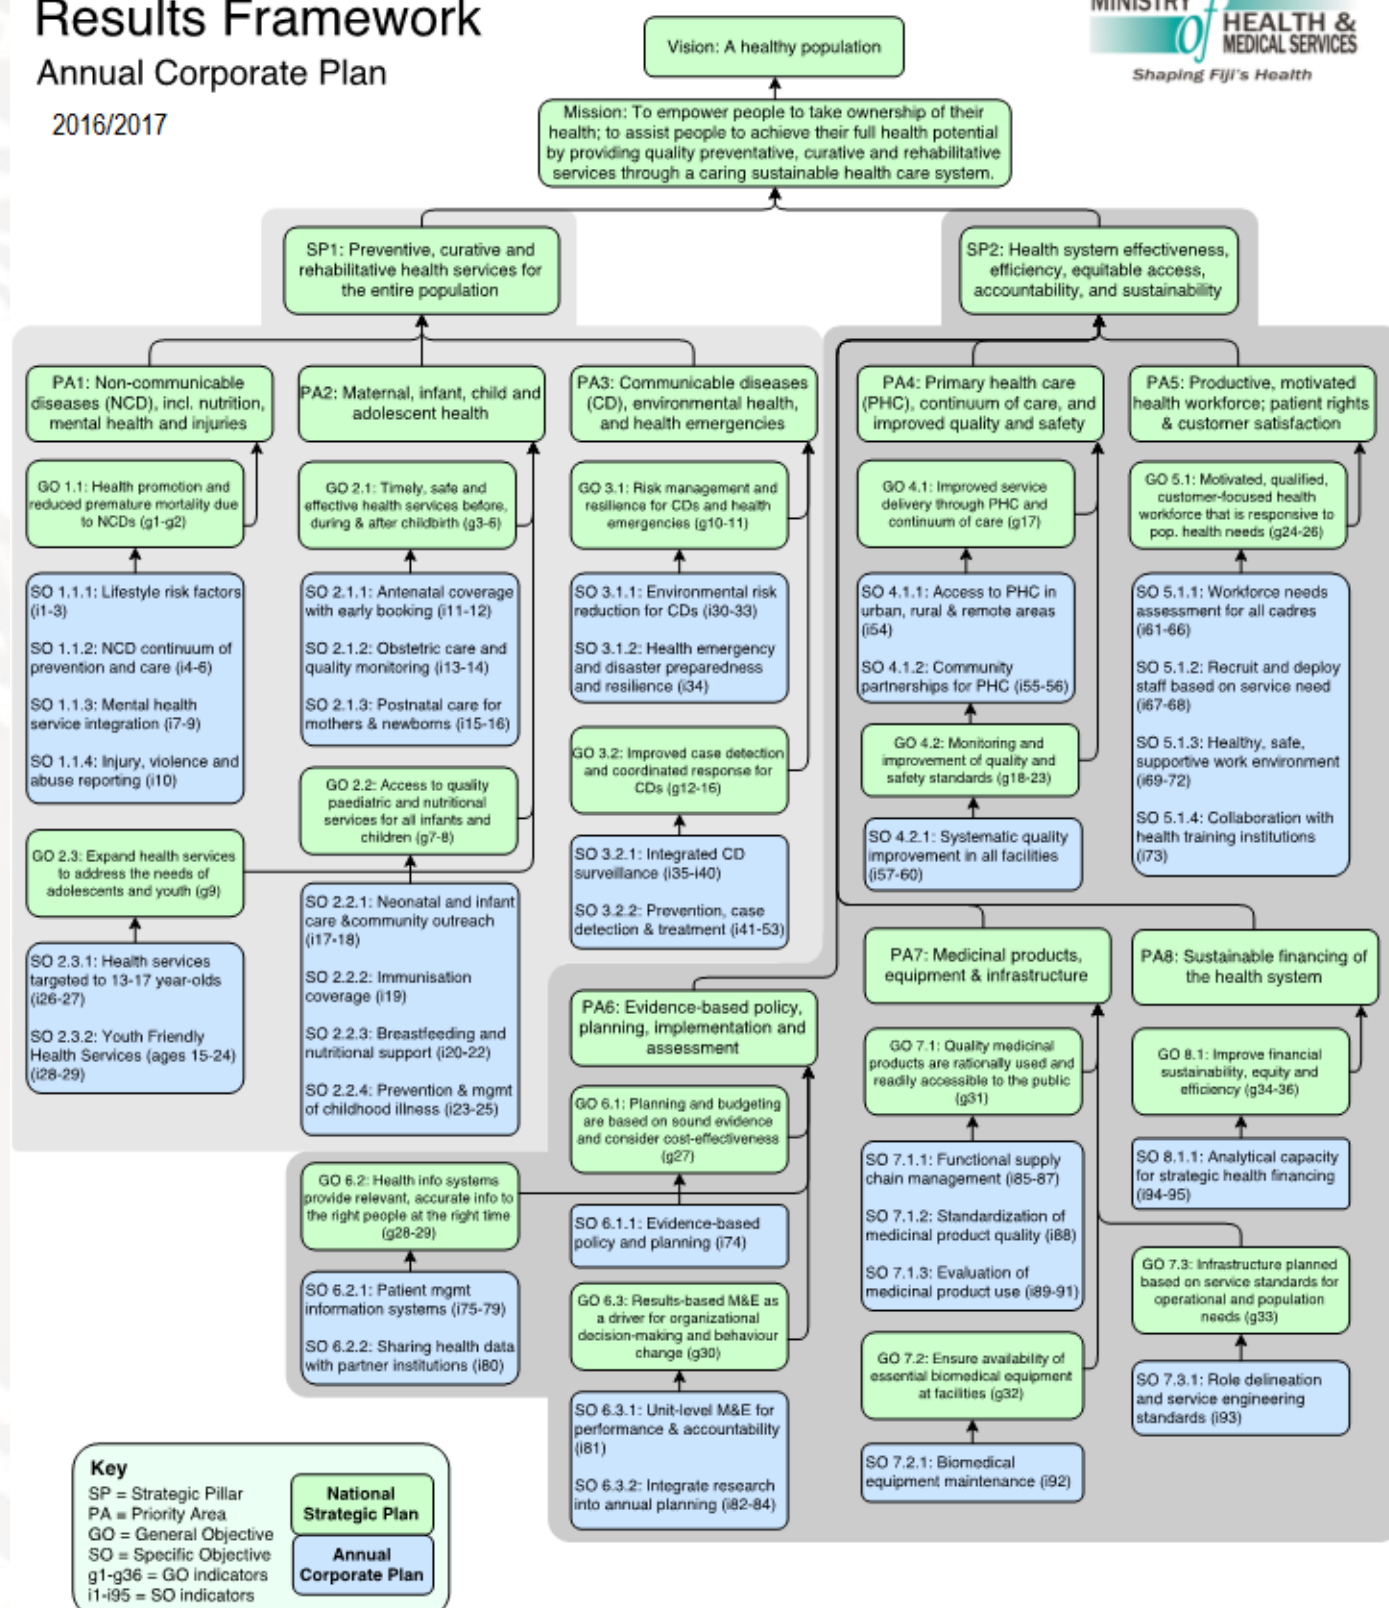 Results Framework
Annual Corporate Plan
2016/2017
MINISTRY
of HEALTH &
MEDICAL SERVICES
Shaping Fiji's Health
Vision: A healthy population
Mission: To empower people to take ownership of their
health; to assist people to achieve their full health potential
by providing quality preventative, curative and rehabilitative
services through a caring sustainable health care system.
SP1: Preventive, curative and
rehabilitative health services for
the entire population
SP2: Health system effectiveness,
efficiency, equitable access,
accountability, and sustainability
PA1: Non-communicable
diseases (NCD), incl. nutrition,
mental health and injuries
GO 1.1: Health promotion and
reduced premature mortality due
to NCDs (g1-g2)
SO 1.1.1: Lifestyle risk factors
(i1-3)
SO 1.1.2: NCD continuum of
prevention and care (i4-6)
SO 1.1.3: Mental health
service integration (i7-9)
SO 1.1.4: Injury, violence and
abuse reporting (i10)
GO 2.3: Expand health services
to address the needs of
adolescents and youth (g9)
SO 2.3.1: Health services
targeted to 13-17 year-olds
(i26-27)
SO 2.3.2: Youth Friendly
Health Services (ages 15-24)
(i28-29)
PA2: Maternal, infant, child and
adolescent health
GO 2.1: Timely, safe and
effective health services before,
during & after childbirth (g3-6)
SO 2.1.1: Antenatal coverage
with early booking (i11-12)
SO 2.1.2: Obstetric care and
quality monitoring (i13-14)
SO 2.1.3: Postnatal care for
mothers & newborns (i15-16)
GO 2.2: Access to quality
paediatric and nutritional
services for all infants and
children (g7-8)
SO 2.2.1: Neonatal and infant
care &community outreach
(i17-18)
SO 2.2.2: Immunisation
coverage (i19)
SO 2.2.3: Breastfeeding and
nutritional support (i20-22)
SO 2.2.4: Prevention & mgmt
of childhood illness (i23-25)
PA3: Communicable diseases
(CD), environmental health,
and health emergencies
GO 3.1: Risk management and
resilience for CDs and health
emergencies (g10-11)
SO 3.1.1: Environmental risk
reduction for CDs (i30-33)
SO 3.1.2: Health emergency
and disaster preparedness
and resilience (i34)
GO 3.2: Improved case detection
and coordinated response for
CDs (g12-16)
SO 3.2.1: Integrated CD
surveillance (i35-i40)
SO 3.2.2: Prevention, case
detection & treatment (i41-53)
PA4: Primary health care
(PHC), continuum of care, and
improved quality and safety
GO 4.1: Improved service
delivery through PHC and
continuum of care (g17)
SO 4.1.1: Access to PHC in
urban, rural & remote areas
(i54)
SO 4.1.2: Community
partnerships for PHC (i55-56)
GO 4.2: Monitoring and
improvement of quality and
safety standards (g18-23)
SO 4.2.1: Systematic quality
improvement in all facilities
(i57-60)
PA5: Productive, motivated
health workforce; patient rights
& customer satisfaction
GO 5.1: Motivated, qualified,
customer-focused health
workforce that is responsive to
pop. health needs (g24-26)
SO 5.1.1: Workforce needs
assessment for all cadres
(i61-66)
SO 5.1.2: Recruit and deploy
staff based on service need
(i67-68)
SO 5.1.3: Healthy, safe,
supportive work environment
(i69-72)
SO 5.1.4: Collaboration with
health training institutions
(i73)
PA6: Evidence-based policy,
planning, implementation and
assessment
GO 6.1: Planning and budgeting
are based on sound evidence
and consider cost-effectiveness
(g27)
SO 6.1.1: Evidence-based
policy and planning (i74)
GO 6.2: Health info systems
provide relevant, accurate info to
the right people at the right time
(g28-29)
SO 6.2.1: Patient mgmt
information systems (i75-79)
SO 6.2.2: Sharing health data
with partner institutions (i80)
GO 6.3: Results-based M&E as
a driver for organizational
decision-making and behaviour
change (g30)
SO 6.3.1: Unit-level M&E for
performance & accountability
(i81)
SO 6.3.2: Integrate research
into annual planning (i82-84)
PA7: Medicinal products,
equipment & infrastructure
GO 7.1: Quality medicinal
products are rationally used and
readily accessible to the public
(g31)
SO 7.1.1: Functional supply
chain management (i85-87)
SO 7.1.2: Standardization of
medicinal product quality (i88)
SO 7.1.3: Evaluation of
medicinal product use (i89-91)
GO 7.2: Ensure availability of
essential biomedical equipment
at facilities (g32)
SO 7.2.1: Biomedical
equipment maintenance (i92)
PA8: Sustainable financing of
the health system
GO 8.1: Improve financial
sustainability, equity and
efficiency (g34-36)
SO 8.1.1: Analytical capacity
for strategic health financing
(i94-95)
GO 7.3: Infrastructure planned
based on service standards for
operational and population
needs (g33)
SO 7.3.1: Role delineation
and service engineering
standards (i93)
Key
SP = Strategic Pillar
PA = Priority Area
GO = General Objective
SO = Specific Objective
g1-g36 = GO indicators
i1-i95 = SO indicators
National
Strategic Plan
Annual
Corporate Plan